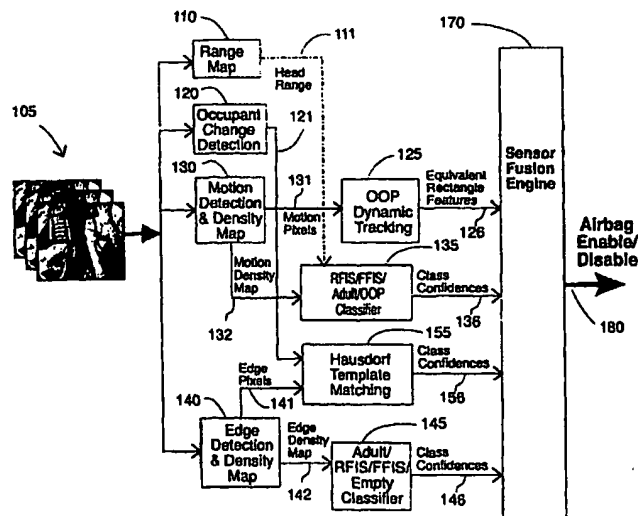 110
111
170
Range
Map
Head
Range
105
120
Occupant
Change
Detection
121
125
Sensor
Fusion
Engine
130
131
Motion
Detection
& Density
Map
Motion
Pixels
OOP
Dynamic
Tracking
Equivalent
Rectangle
Features
126
Airbag
Enable/
Disable
180
135
Motion
Density
Map
132
RFIS/FFIS/
Adult/OOP
Classifier
Class
Confidences
136
155
Hausdorf
Template
Matching
Class
Confidences
156
Edge
Pixels
141
140
Edge
Detection
& Density
Map
Edge
Density
Map
142
145
Adult/
RFIS/FFIS/
Empty
Classifier
Class
Confidences
146